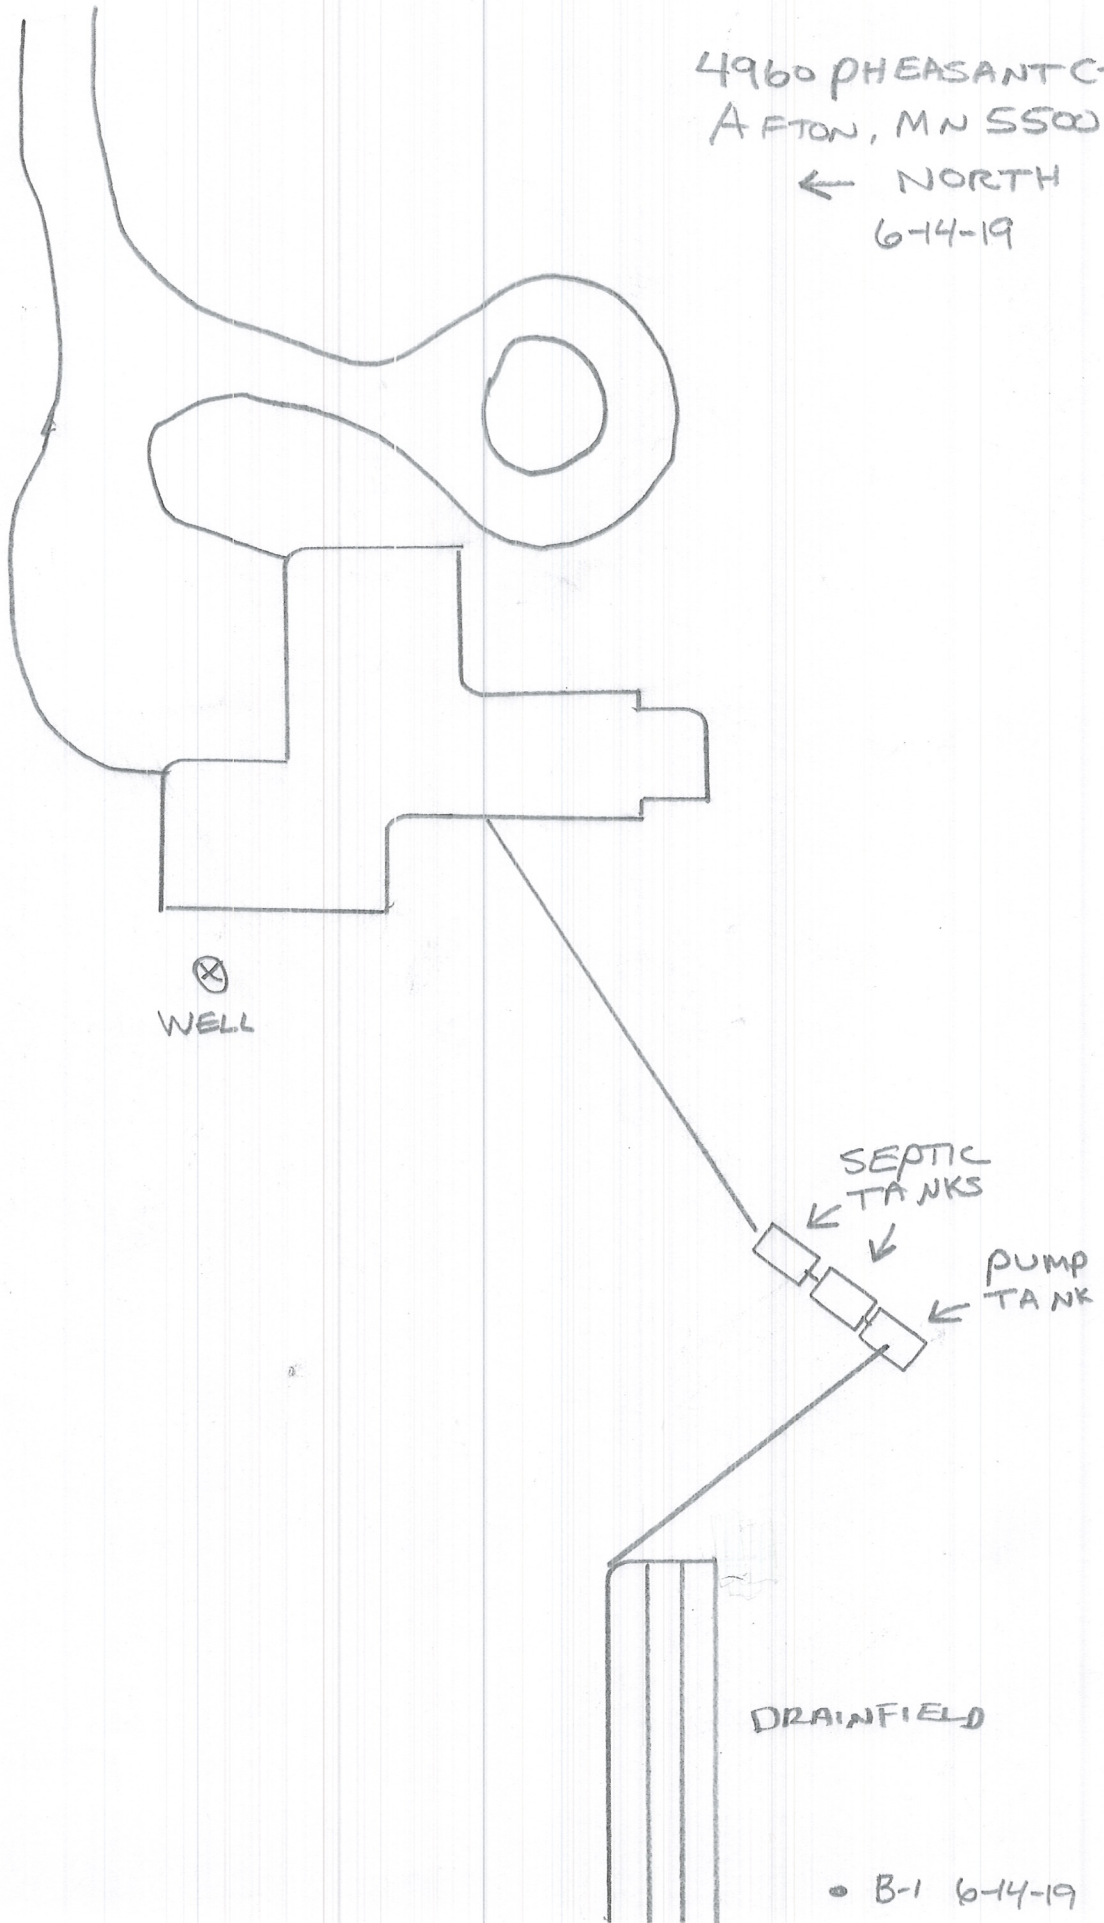 4960 PHEASANT C
AFTON, MN 5500
← NORTH
6-14-19
WELL
SEPTIC
TANKS
PUMP
TANK
DRAINFIELD
B-1 6-14-19